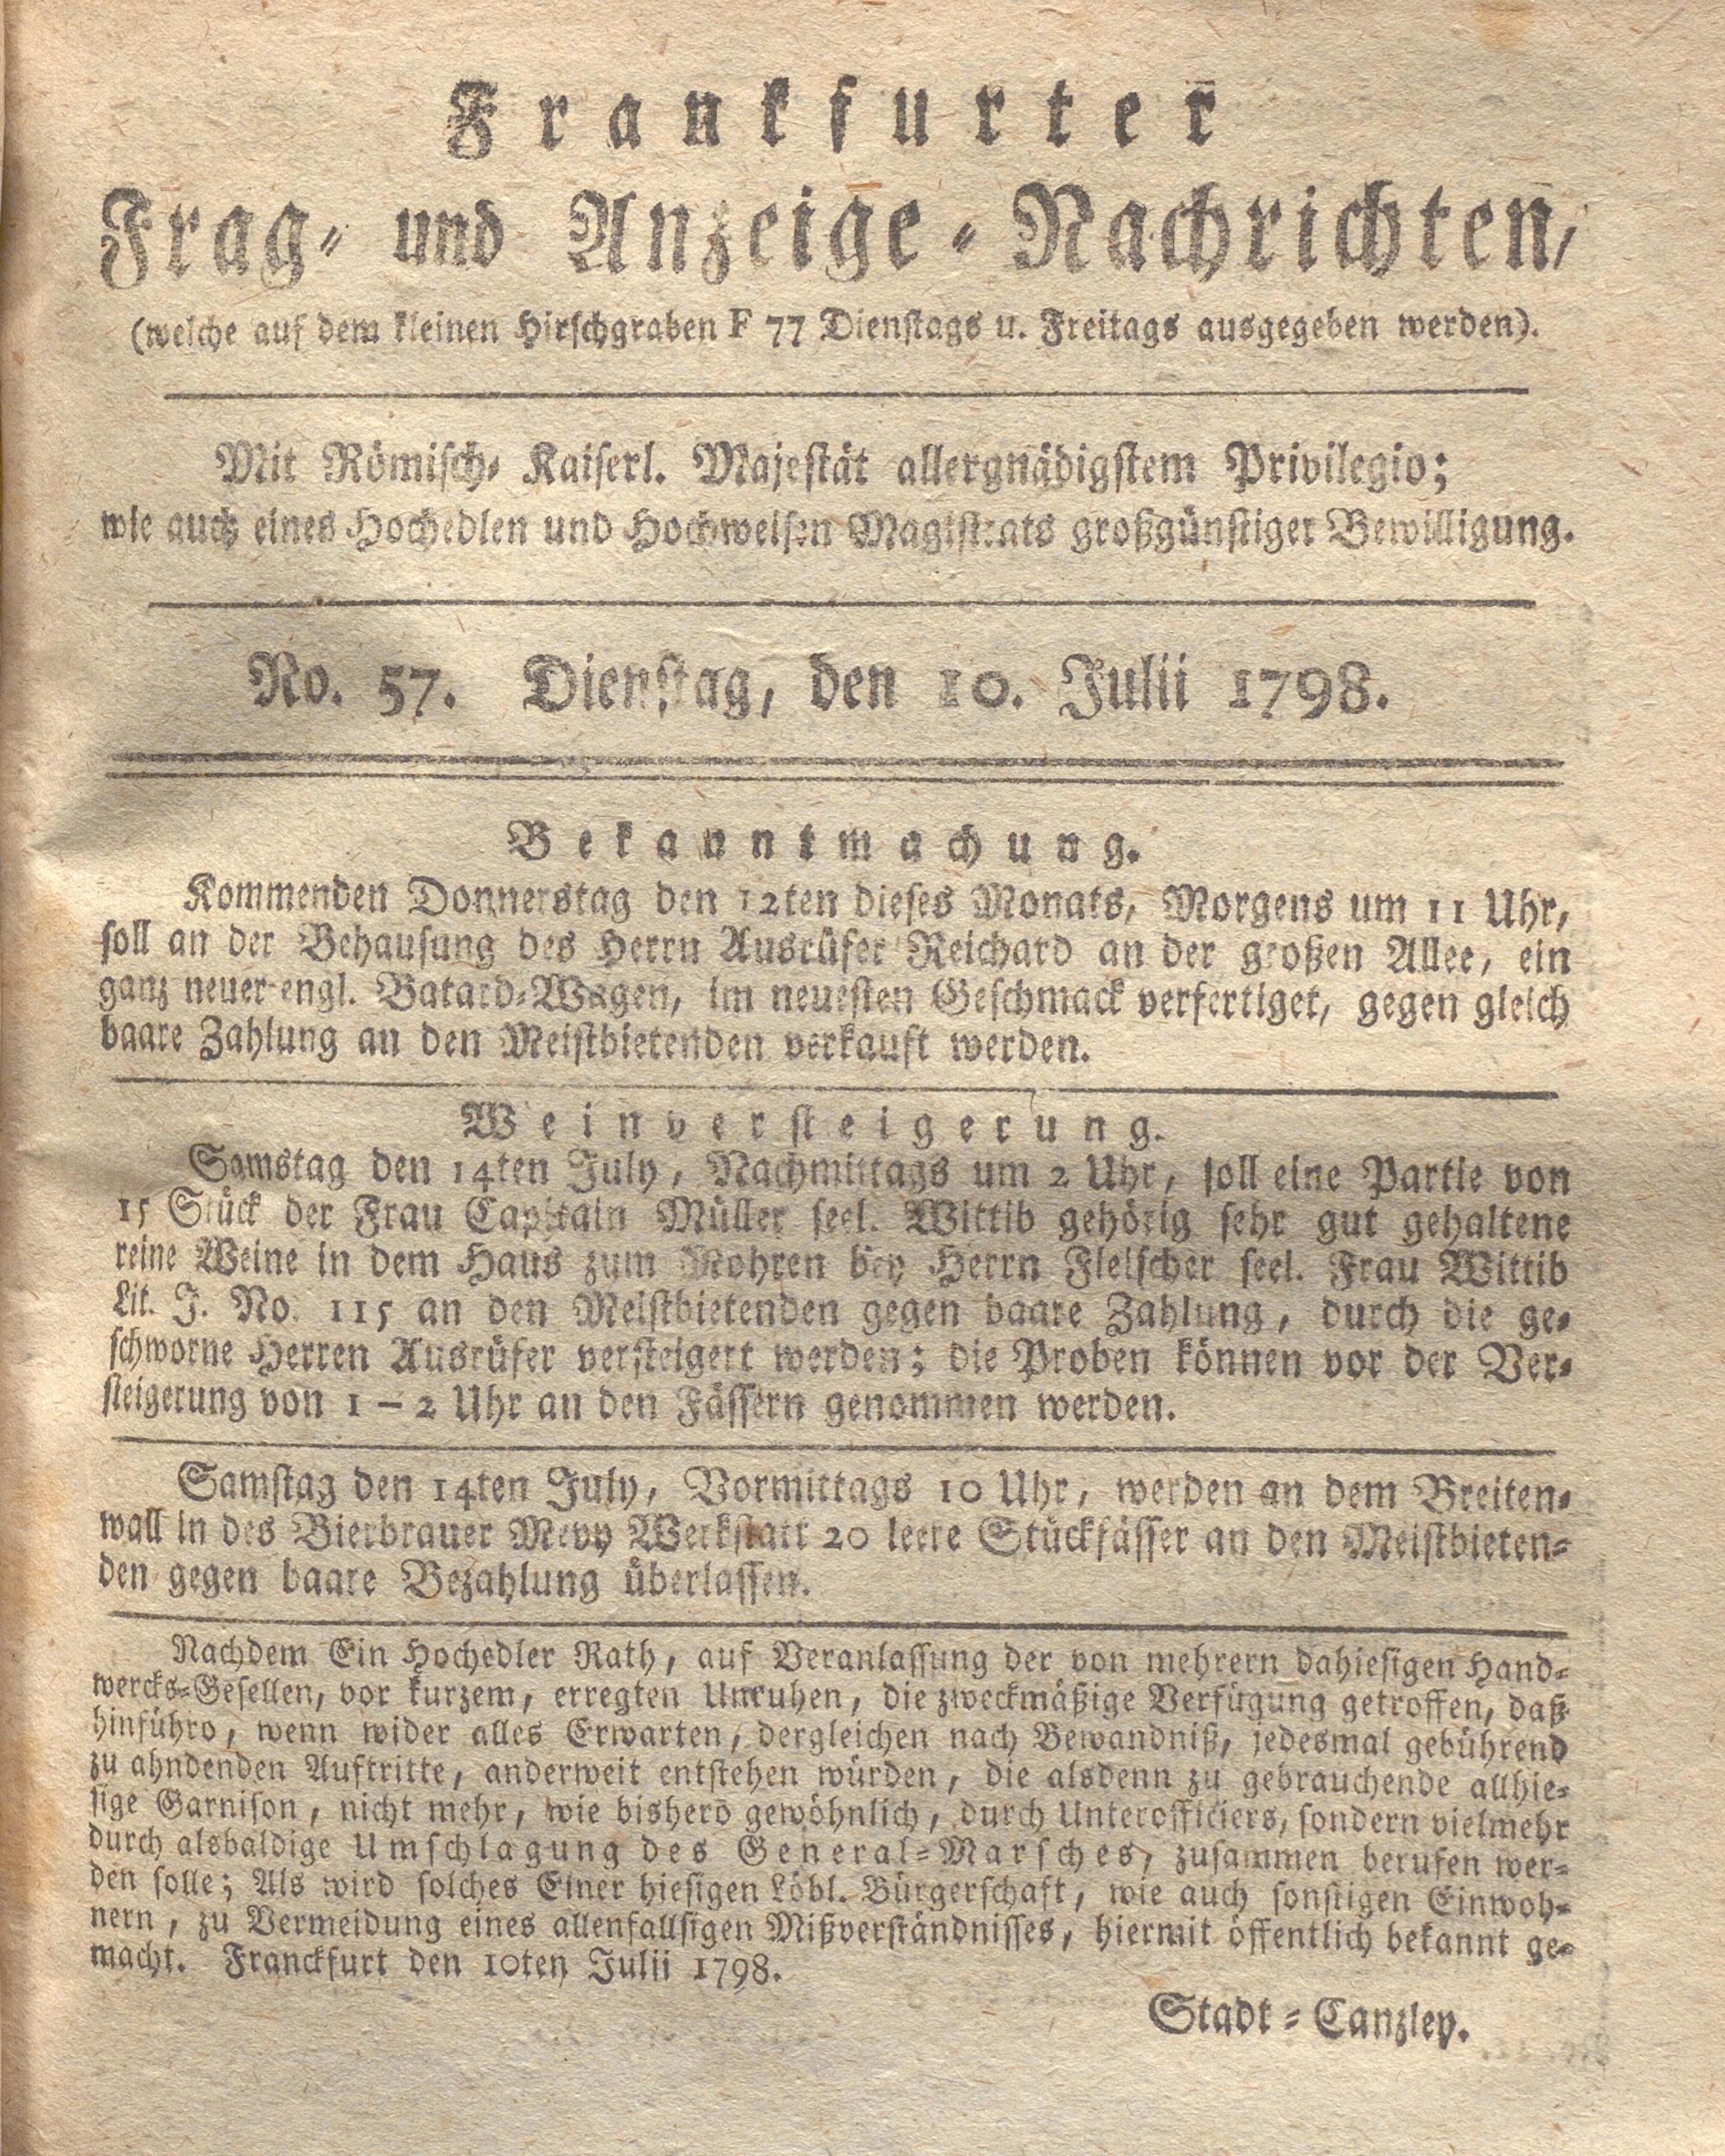 Frankfurter
Frag- und Anzeige-Nachrichten,
(welche auf dem kleinen Hirschgraben F 77 Dienstags u. Freitags ausgegeben werden).
Mit Römisch- Kaiserl. Majestät allergnädigstem Privilegio;
wie auch eines Hochedlen und Hochweisen Magistrats großgünstiger Bewilligung.
No. 57. Dienstag, den 10. Julii 1798.
Bekanntmachung.
Kommenden Donnerstag den 12ten dieses Monats, Morgens um 11 Uhr,
soll an der Behausung des Herrn Ausrüfer Reichard an der großen Allee, ein
ganz neuer engl. Batard-Wagen, im neuesten Geschmack verfertiget, gegen gleich
baare Zahlung an den Meistbietenden verkauft werden.
Weinversteigerung.
Samstag den 14ten July, Nachmittags um 2 Uhr, soll eine Partie von
15 Stück der Frau Capitain Müller seel. Wittib gehörig sehr gut gehaltene
reine Weine in dem Haus zum Mohren bey Herrn Fleischer seel. Frau Wittib
Lit. J. No. 115 an den Meistbietenden gegen baare Zahlung, durch die ge-
schworne Herren Ausrüfer versteigert werden; die Proben können vor der Ver-
steigerung von 1 – 2 Uhr an den Fässern genommen werden.
Samstag den 14ten July, Vormittags 10 Uhr, werden an dem Breiten-
wall in des Bierbrauer Mevy Werkstatt 20 leere Stückfässer an den Meistbieten-
den gegen baare Bezahlung überlassen.
Nachdem Ein Hochedler Rath, auf Veranlassung der von mehrern dahiesigen Hand-
wercks-Gesellen, vor kurzem, erregten Unruhen, die zweckmäßige Verfügung getroffen, daß
hinführo, wenn wider alles Erwarten, dergleichen nach Bewandniß, jedesmal gebührend
zu ahndenden Auftritte, anderweit entstehen würden, die alsdenn zu gebrauchende allhie-
sige Garnison, nicht mehr, wie bishero gewöhnlich, durch Unterofficiers, sondern vielmehr
durch alsbaldige Umschlagung des General-Marsches, zusammen berufen wer-
den solle; Als wird solches Einer hiesigen Löbl. Bürgerschaft, wie auch sonstigen Einwoh-
nern, zu Vermeidung eines allenfallsigen Mißverständnisses, hiermit öffentlich bekannt ge-
macht. Franckfurt den 10ten Julii 1798.
Stadt-Canzley.